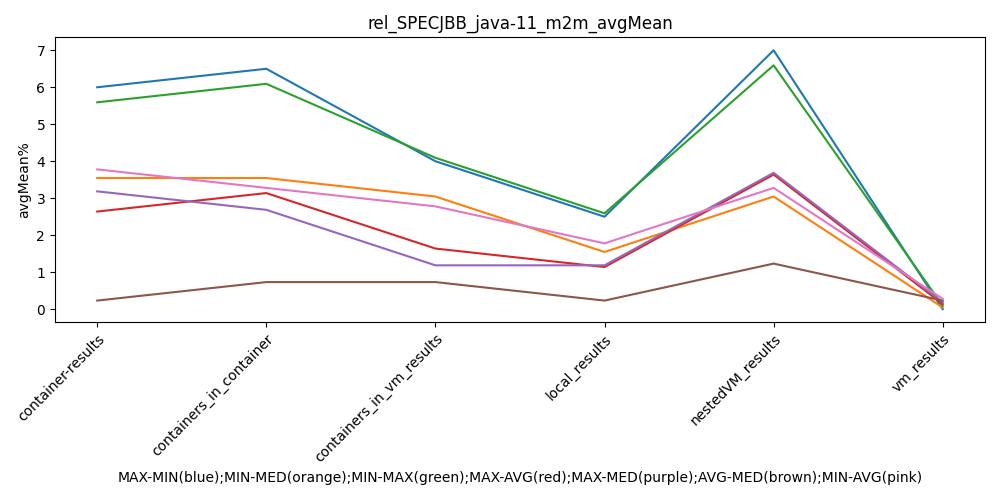 rel_SPECJBB_java-11_m2m_avgMean
avgMean%
7
6
5
4
3
2
1
0
container-results
containers_in_container
containers_in_vm_results
local_results
nestedVM_results
vm_results
MAX-MIN(blue);MIN-MED(orange);MIN-MAX(green);MAX-AVG(red);MAX-MED(purple);AVG-MED(brown);MIN-AVG(pink)